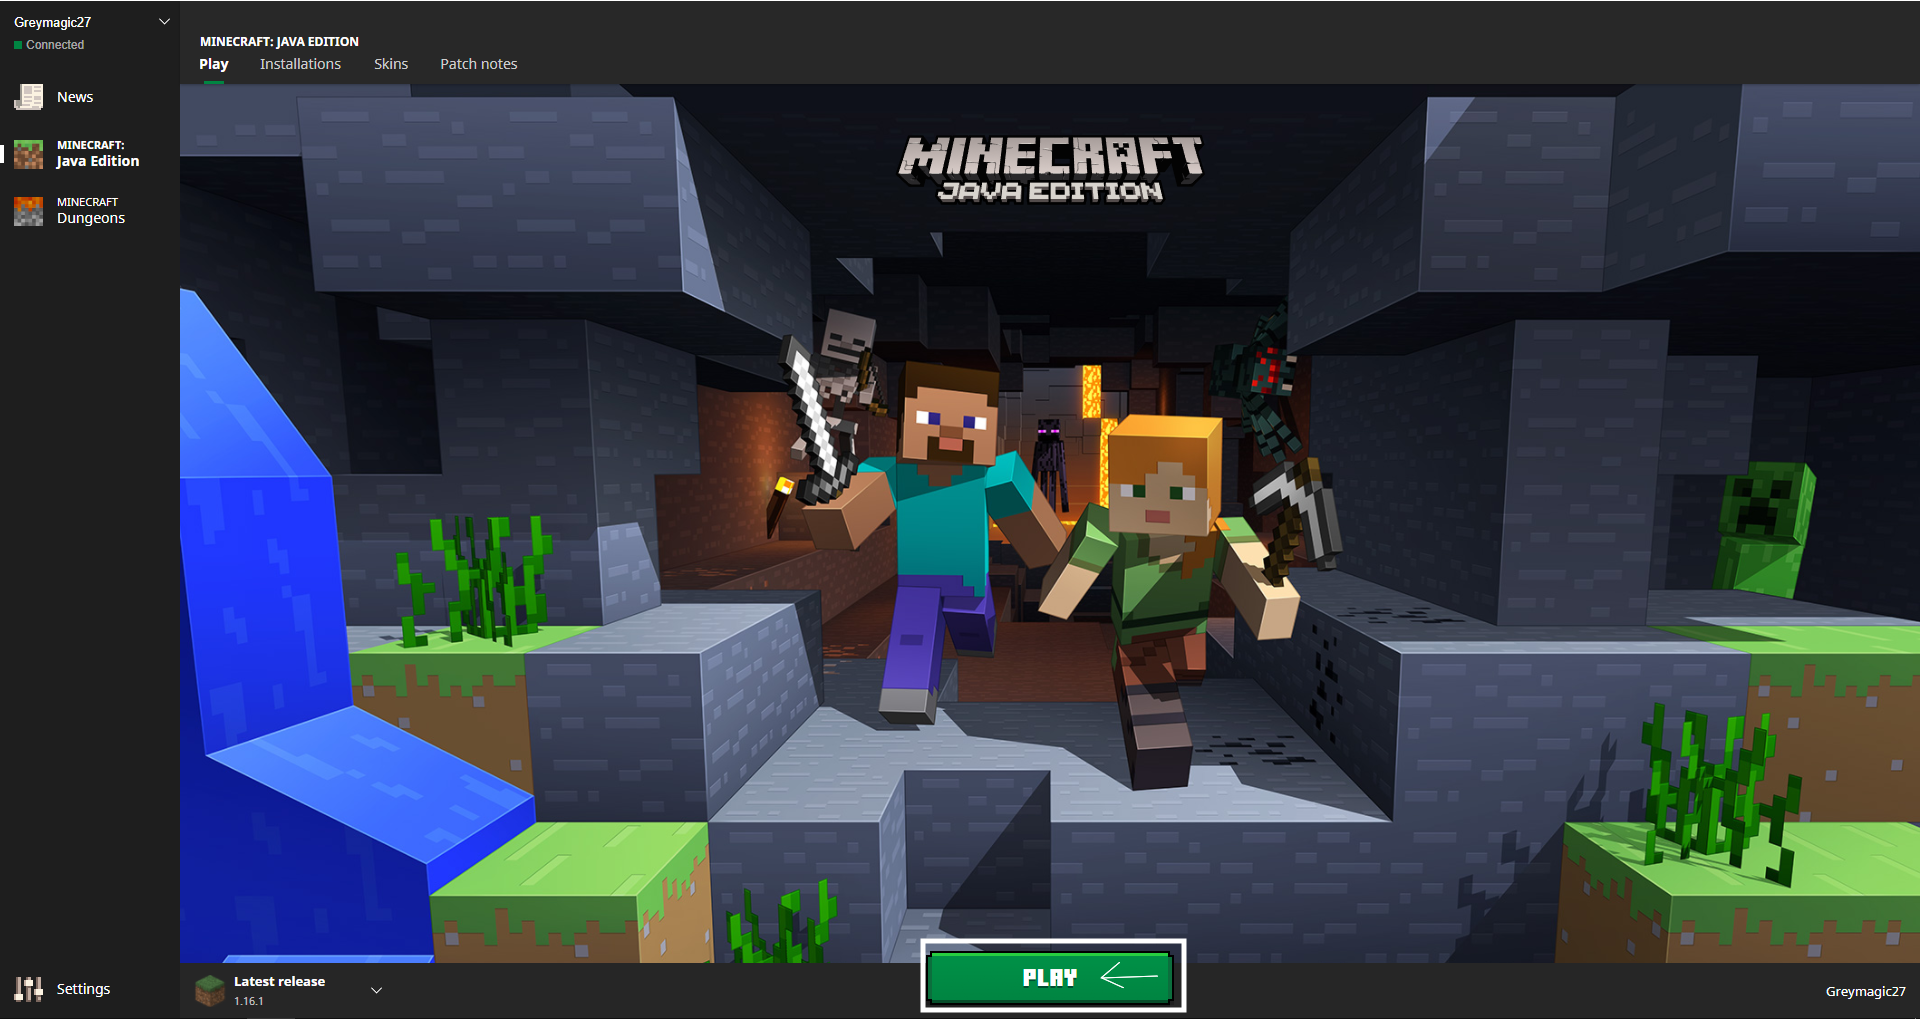 Greymagic27
Connected
News
MINECRAFT:
Java Edition
MINECRAFT
Dungeons
Settings
MINECRAFT: JAVA EDITION
Play Installations Skins Patch notes
MINECRAFT
JAVA EDITION
Latest release
1.16.1
PLAY
Greymagic27